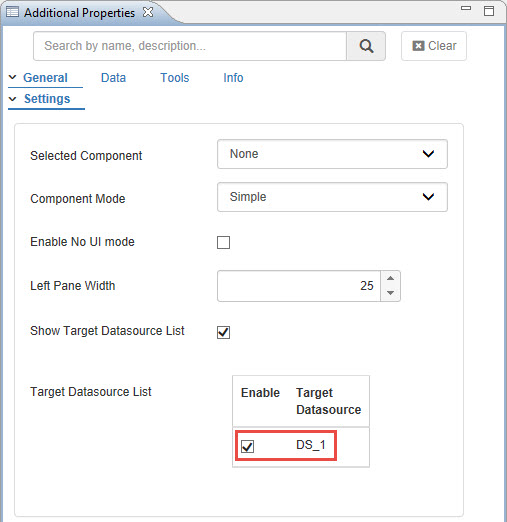 Additional Properties
Search by name, description...
Clear
General Data Tools Info
Settings
Selected Component None
Component Mode Simple
Enable No UI mode
Left Pane Width 25
Show Target Datasource List
Target Datasource List
Enable Target
Datasource
DS_1